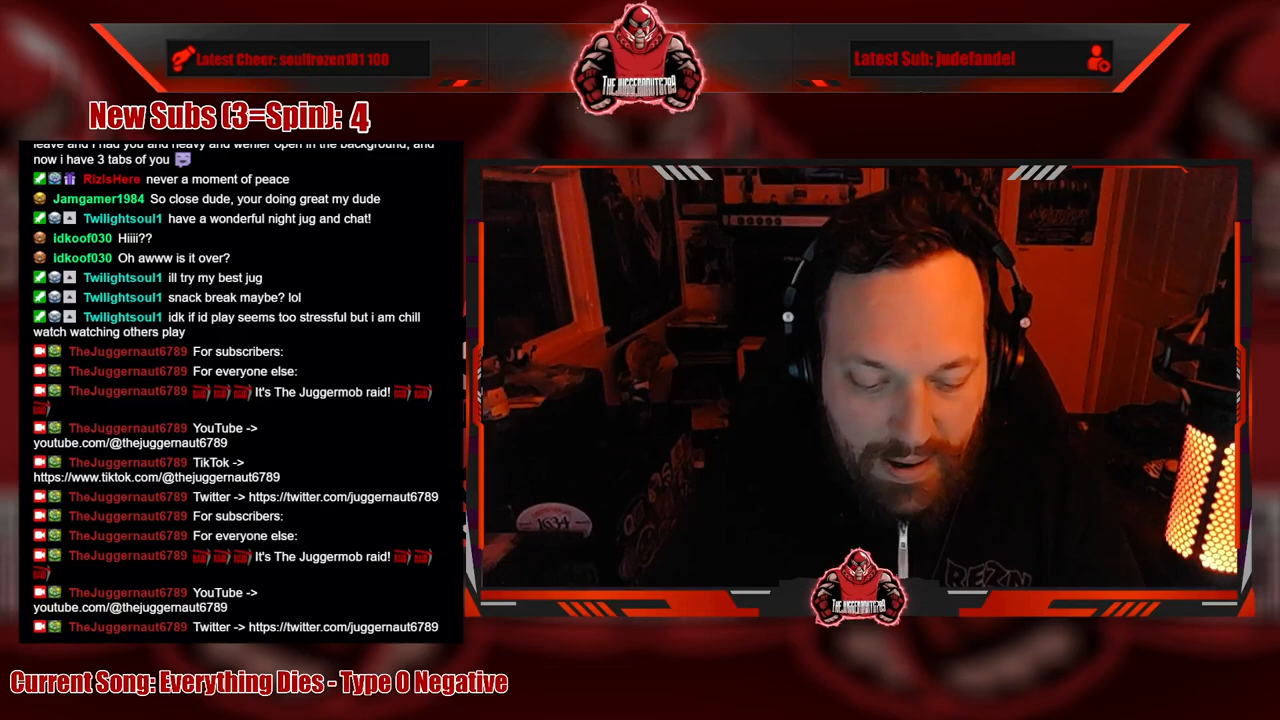 Latest Cheer: soulfrozen181 100
THEJUGGERNAUT6789
Latest Sub: judefandel
New Subs (3=Spin): 4
leave and I had you and heavy and wehler open in the background, and
now i have 3 tabs of you
RizIsHere never a moment of peace
Jamgamer1984 So close dude, your doing great my dude
Twilightsoul1 have a wonderful night jug and chat!
idkoof030 Hiiii??
idkoof030 Oh awww is it over?
Twilightsoul1 ill try my best jug
Twilightsoul1 snack break maybe? lol
Twilightsoul1 idk if id play seems too stressful but i am chill
watch watching others play
TheJuggernaut6789 For subscribers:
TheJuggernaut6789 For everyone else:
TheJuggernaut6789 It's The Juggermob raid!
TheJuggernaut6789 YouTube ->
youtube.com/@thejuggernaut6789
TheJuggernaut6789 TikTok ->
https://www.tiktok.com/@thejuggernaut6789
TheJuggernaut6789 Twitter -> https://twitter.com/juggernaut6789
TheJuggernaut6789 For subscribers:
TheJuggernaut6789 For everyone else:
TheJuggernaut6789 It's The Juggermob raid!
TheJuggernaut6789 YouTube ->
youtube.com/@thejuggernaut6789
TheJuggernaut6789 Twitter -> https://twitter.com/juggernaut6789
1634
REZN
THEJUGGERNAUT6789
Current Song: Everything Dies - Type O Negative